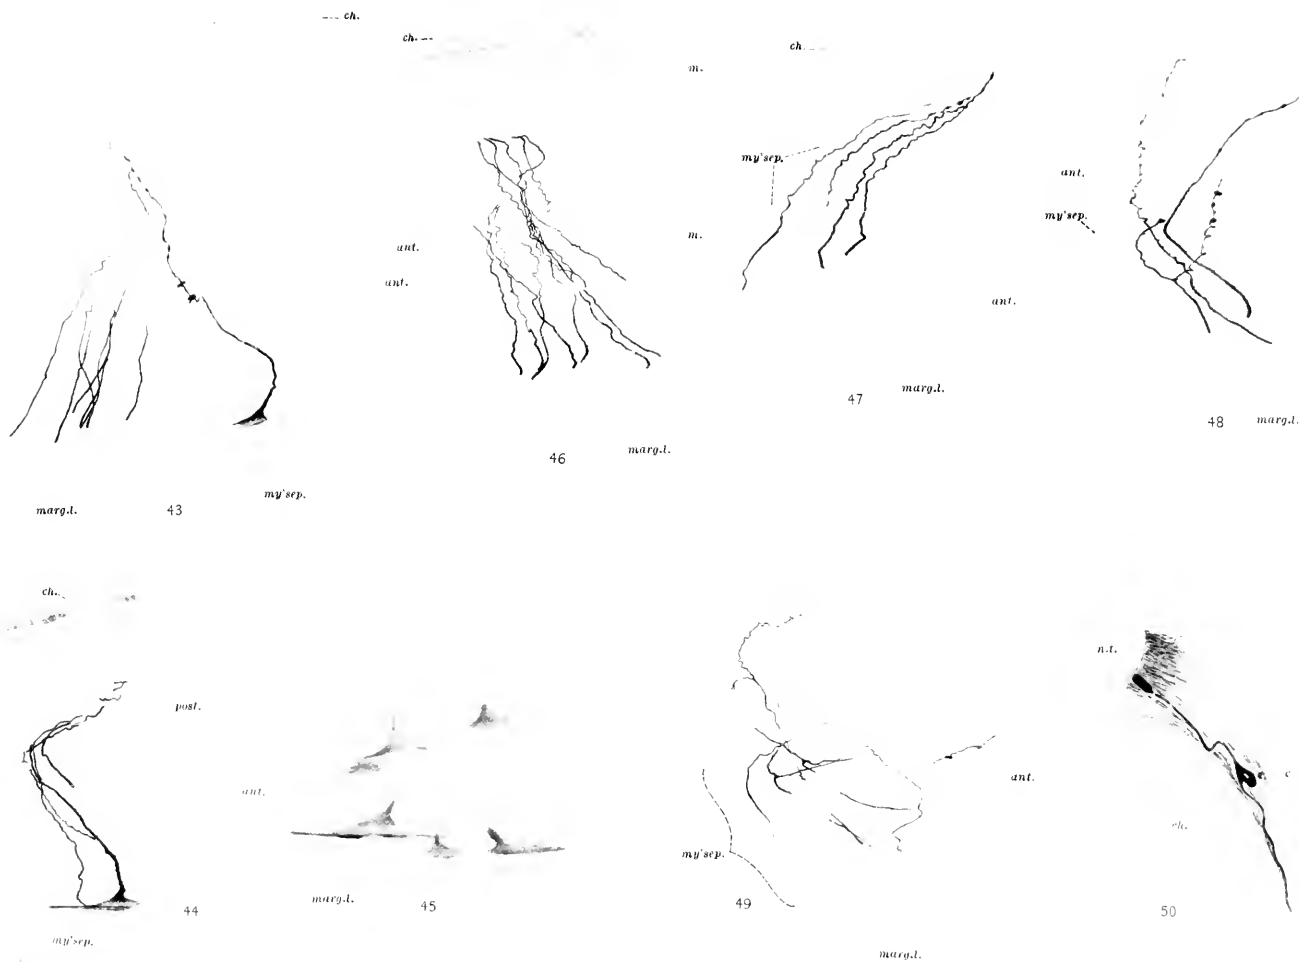 ch.
ch.
ch.
m.
my'sep.
ant.
my'sep.
m.
ant.
ant.
ant.
marg.l.
47
48
marg.l.
marg.l.
46
my'sep.
marg.l.
43
ch.
n.t.
post.
ant.
ant.
c
ch.
my'sep.
marg.l.
45
49
44
50
my'sep.
marg.l.